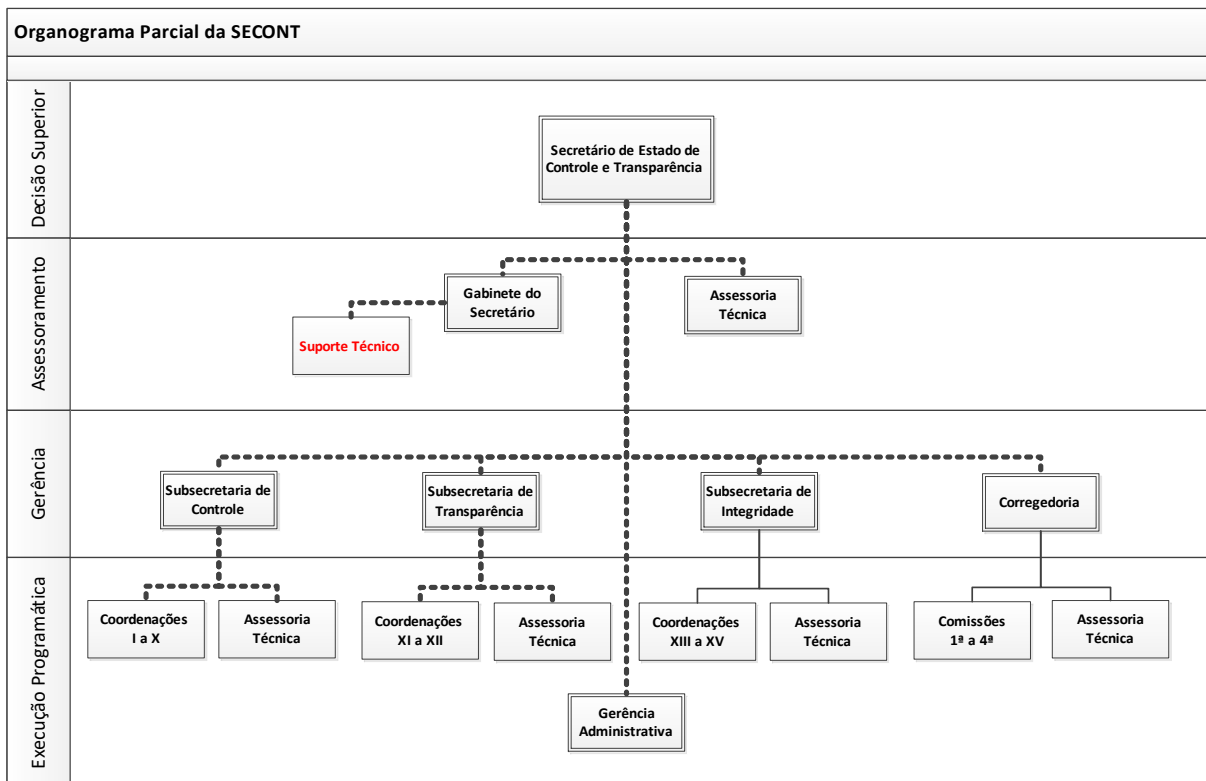 Organograma Parcial da SECONT
Decisão Superior
Secretário de Estado de
Controle e Transparência
Assessoramento
Gabinete do
Secretário
Assessoria
Técnica
Suporte Técnico
Gerência
Subsecretaria de
Controle
Subsecretaria de
Transparência
Subsecretaria de
Integridade
Corregedoria
Execução Programática
Coordenações
I a X
Assessoria
Técnica
Coordenações
XI a XII
Assessoria
Técnica
Coordenações
XIII a XV
Assessoria
Técnica
Comissões
1ª a 4ª
Assessoria
Técnica
Gerência
Administrativa